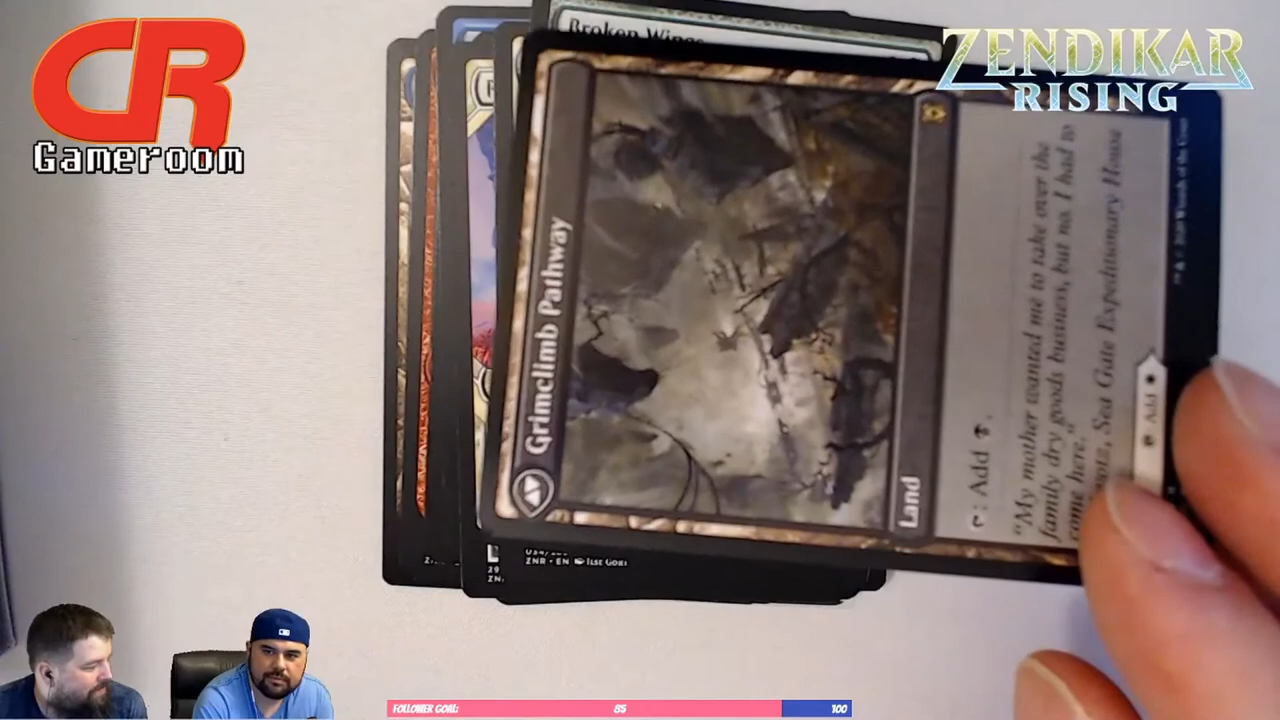 CR
Gameroom
ZENDIKAR
RISING
Broken Wings
Grimclimb Pathway
Land
: Add
"My mother wanted me to take over the
family dry goods business, but no. I had to
come here."
Sea Gate Expeditionary House
Add
ZNR • EN
FOLLOWER GOAL:
85
100